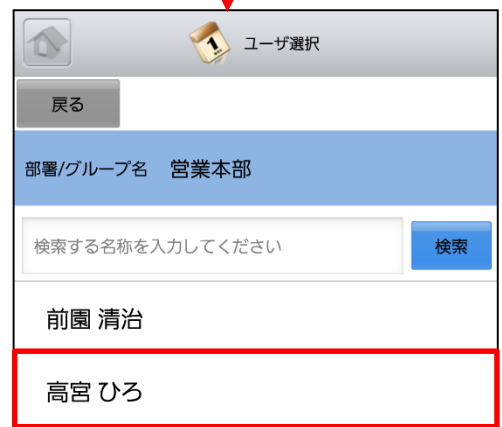 1
ユーザ選択
戻る
部署/グループ名 営業本部
検索する名称を入力してください 検索
前園 清治
高宮 ひろ